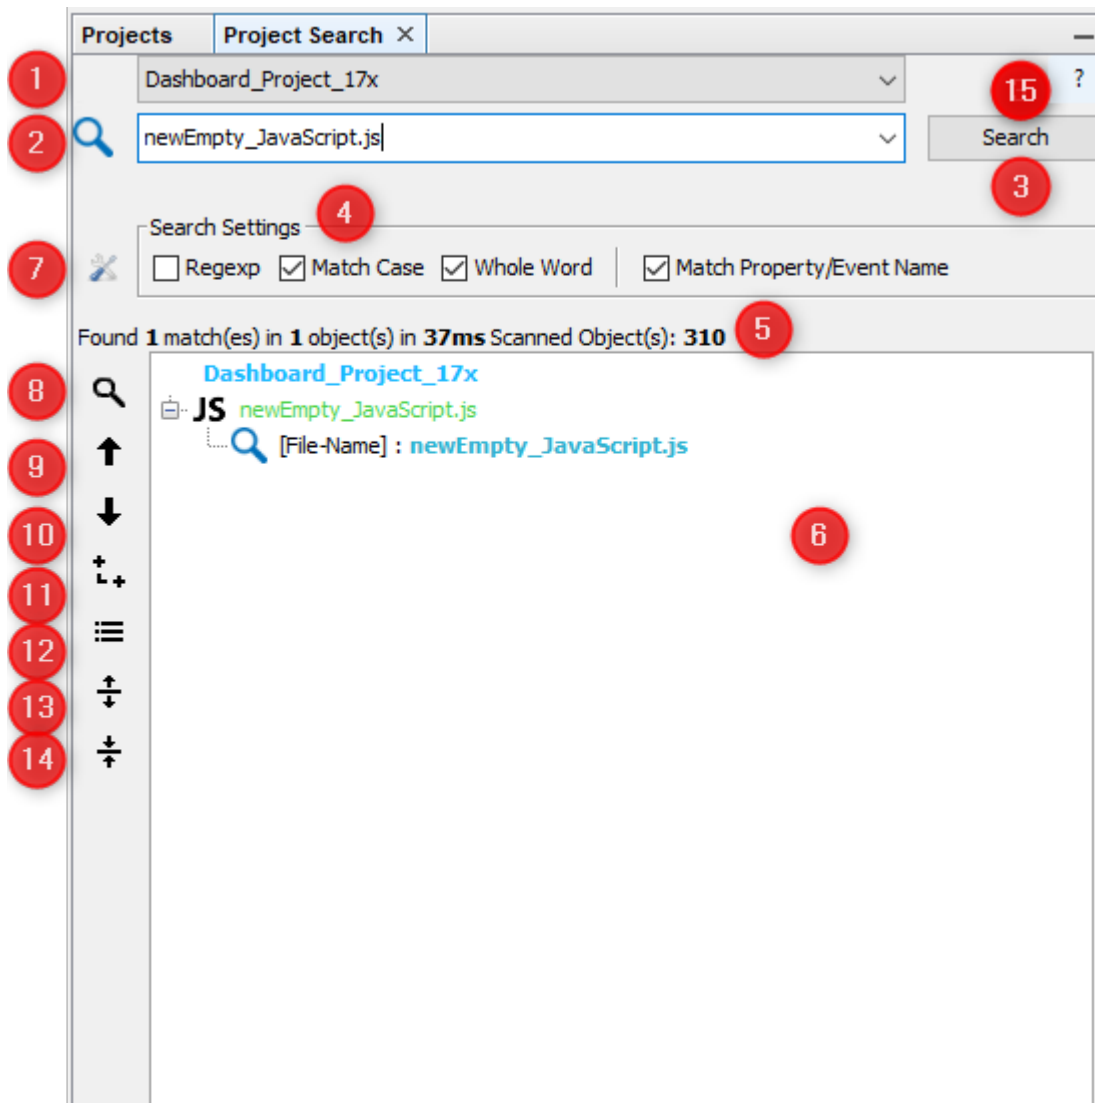 Projects Project Search ×
1 Dashboard_Project_17x 15 ?
2 newEmpty_JavaScript.js Search
3
4
Search Settings
7 Regexp Match Case Whole Word Match Property/Event Name
Found 1 match(es) in 1 object(s) in 37ms Scanned Object(s): 310 5
Dashboard_Project_17x
8 JS newEmpty_JavaScript.js
9 [File-Name] : newEmpty_JavaScript.js
10 6
11
12
13
14